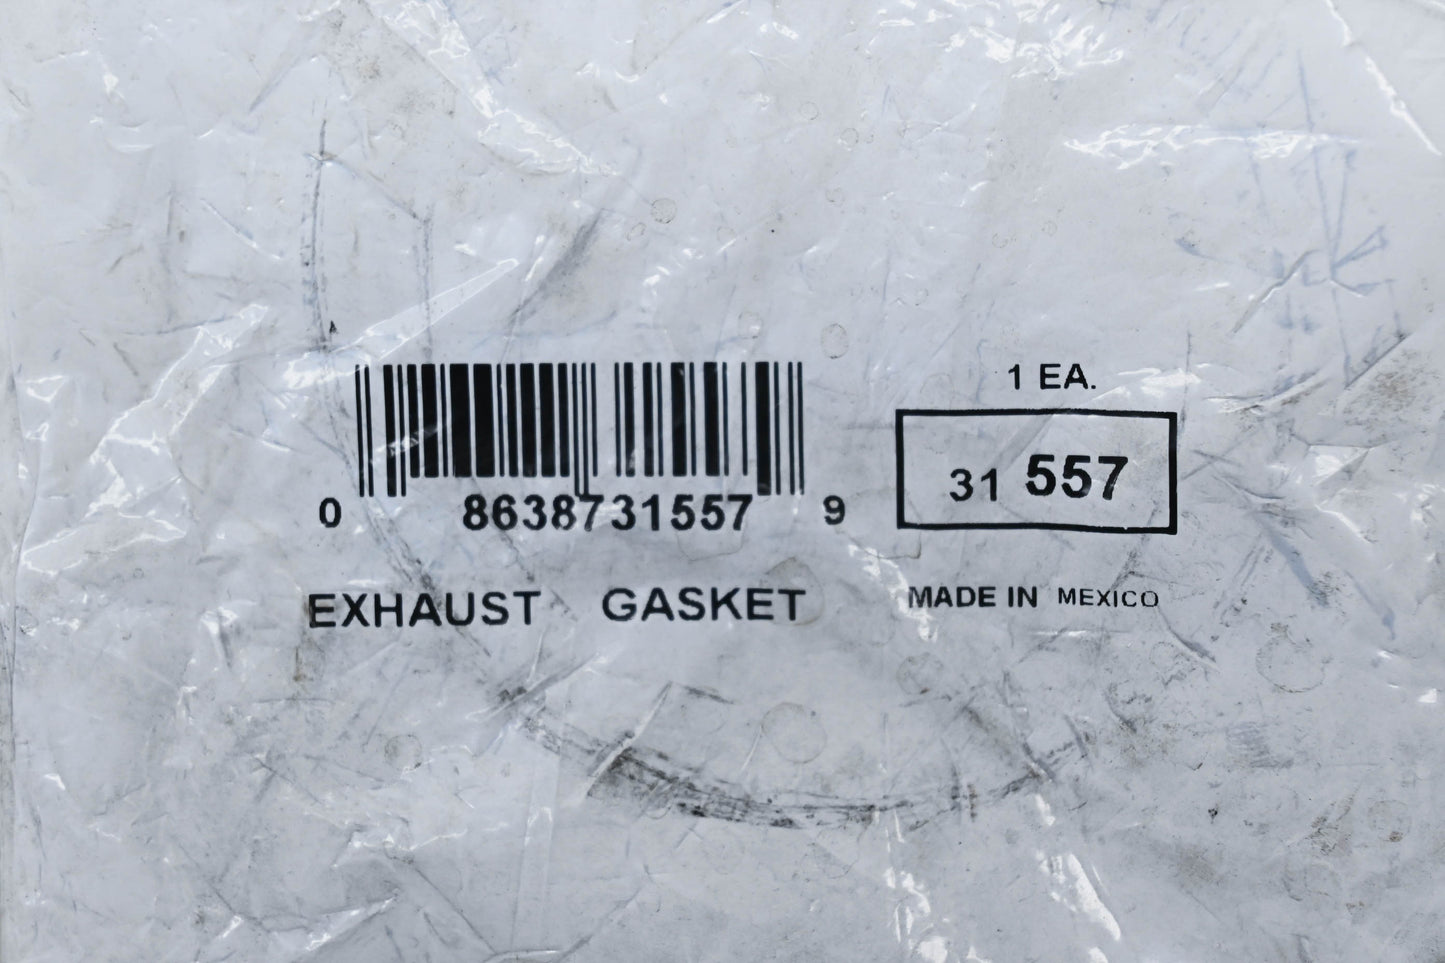 1 EA.
31 557
0 8638731557 9
EXHAUST GASKET
MADE IN MEXICO